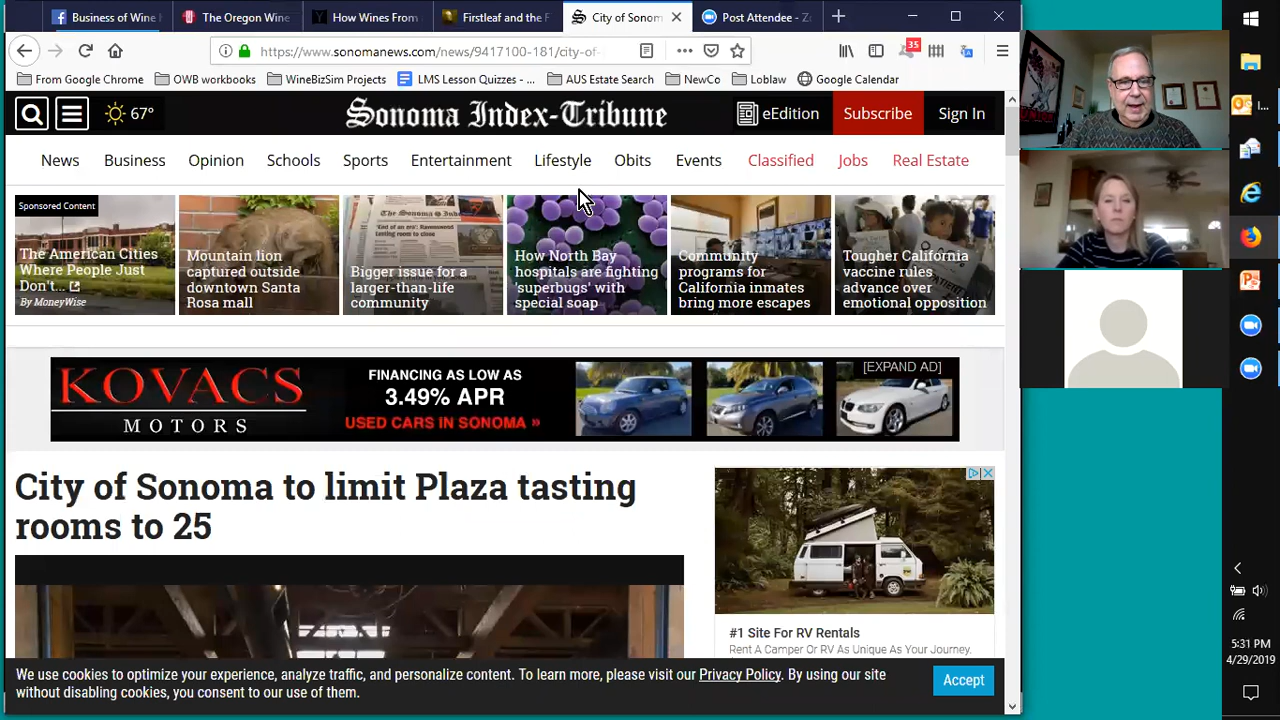 Business of Wine
The Oregon Wine
How Wines From
Firstleaf and the F
City of Sonom
Post Attendee - Z
https://www.sonomanews.com/news/9417100-181/city-of-
35
From Google Chrome
OWB workbooks
WineBizSim Projects
LMS Lesson Quizzes - ...
AUS Estate Search
NewCo
Loblaw
Google Calendar
67°
Sonoma Index-Tribune
eEdition
Subscribe
Sign In
News
Business
Opinion
Schools
Sports
Entertainment
Lifestyle
Obits
Events
Classified
Jobs
Real Estate
Sponsored Content
The American Cities
Where People Just
Don't...
By MoneyWise
Mountain lion
captured outside
downtown Santa
Rosa mall
Bigger issue for a
larger-than-life
community
How North Bay
hospitals are fighting
'superbugs' with
special soap
Community
programs for
California inmates
bring more escapes
Tougher California
vaccine rules
advance over
emotional opposition
KOVACS
MOTORS
FINANCING AS LOW AS
3.49% APR
USED CARS IN SONOMA »
[EXPAND AD]
City of Sonoma to limit Plaza tasting
rooms to 25
#1 Site For RV Rentals
Rent A Camper Or RV As Unique As Your Journey.
We use cookies to optimize your experience, analyze traffic, and personalize content. To learn more, please visit our Privacy Policy. By using our site
without disabling cookies, you consent to our use of them.
Accept
5:31 PM
4/29/2019